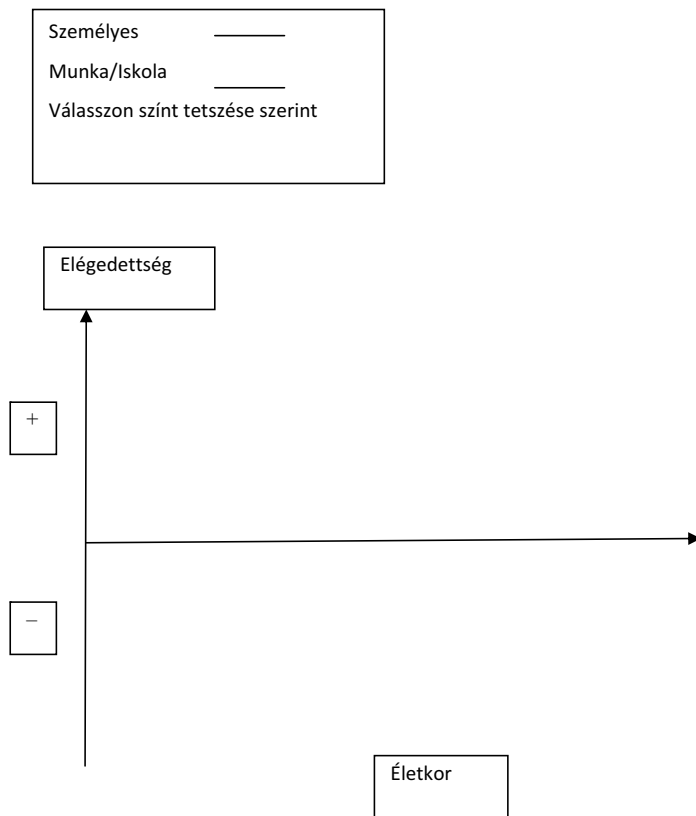 Személyes
Munka/Iskola
Válasszon színt tetszése szerint
Elégedettség
+
–
Életkor